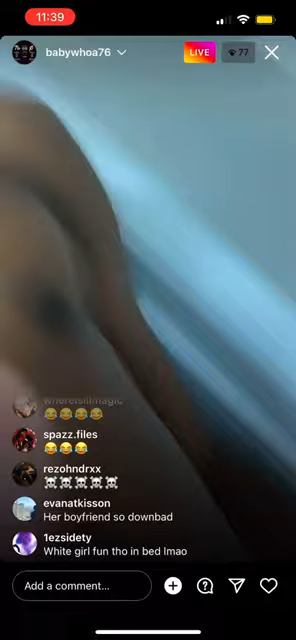 11:39
babywhoa76
LIVE
77
whereisillmagic
😂😂😂😂
spazz.files
😂😂😂
rezohndrxx
☠️☠️☠️☠️☠️
evanatkisson
Her boyfriend so downbad
1ezsidety
White girl fun tho in bed lmao
Add a comment...